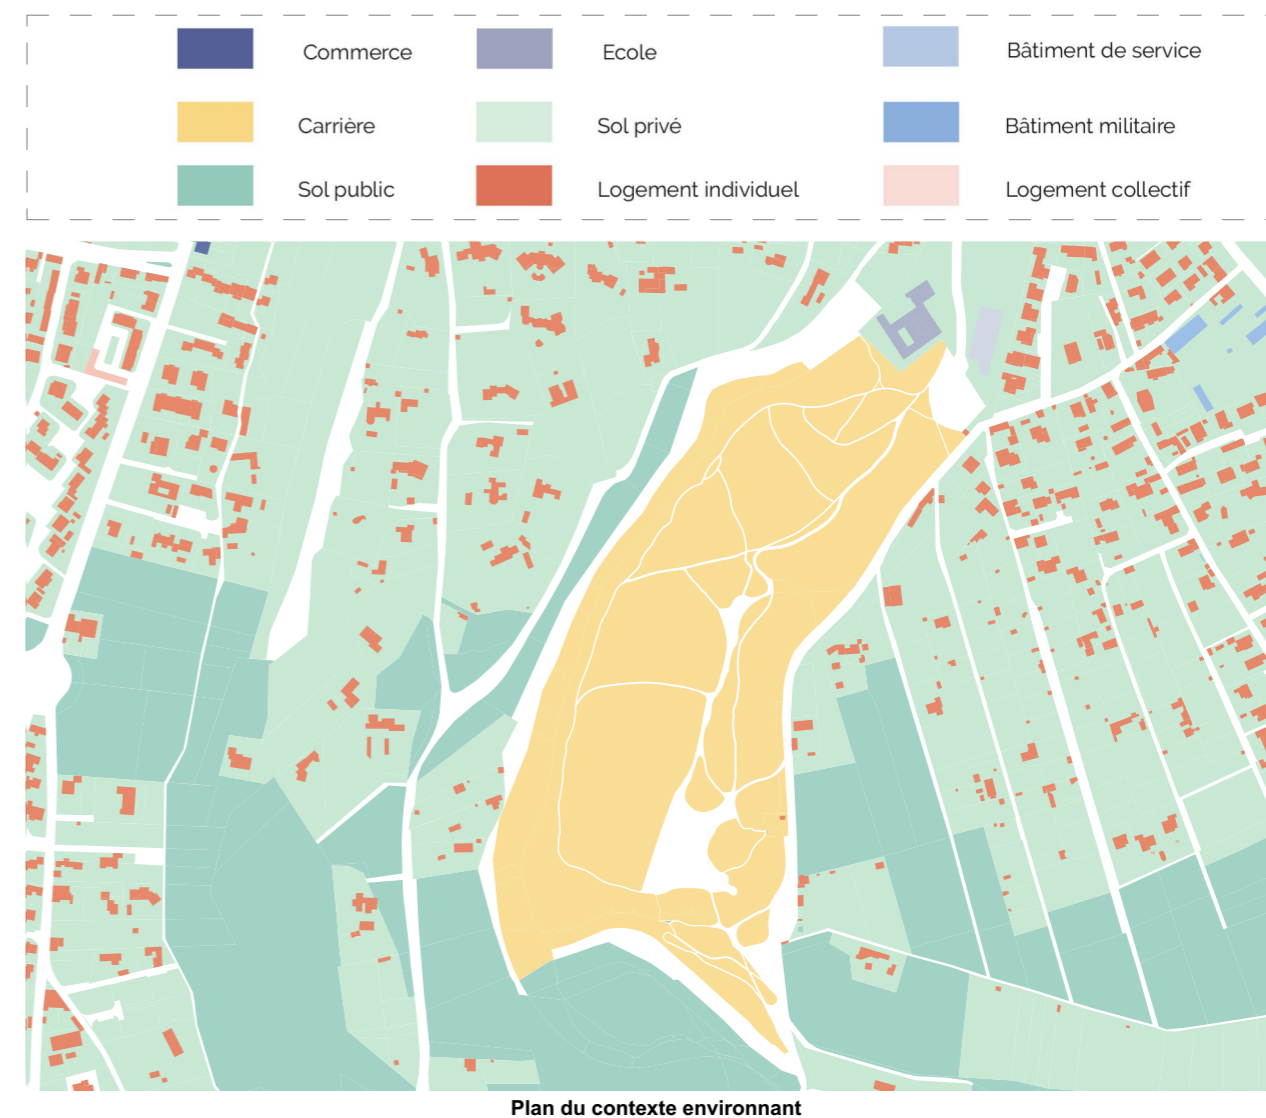 Commerce Ecole Bâtiment de service
Carrière Sol privé Bâtiment militaire
Sol public Logement individuel Logement collectif
Plan du contexte environnant